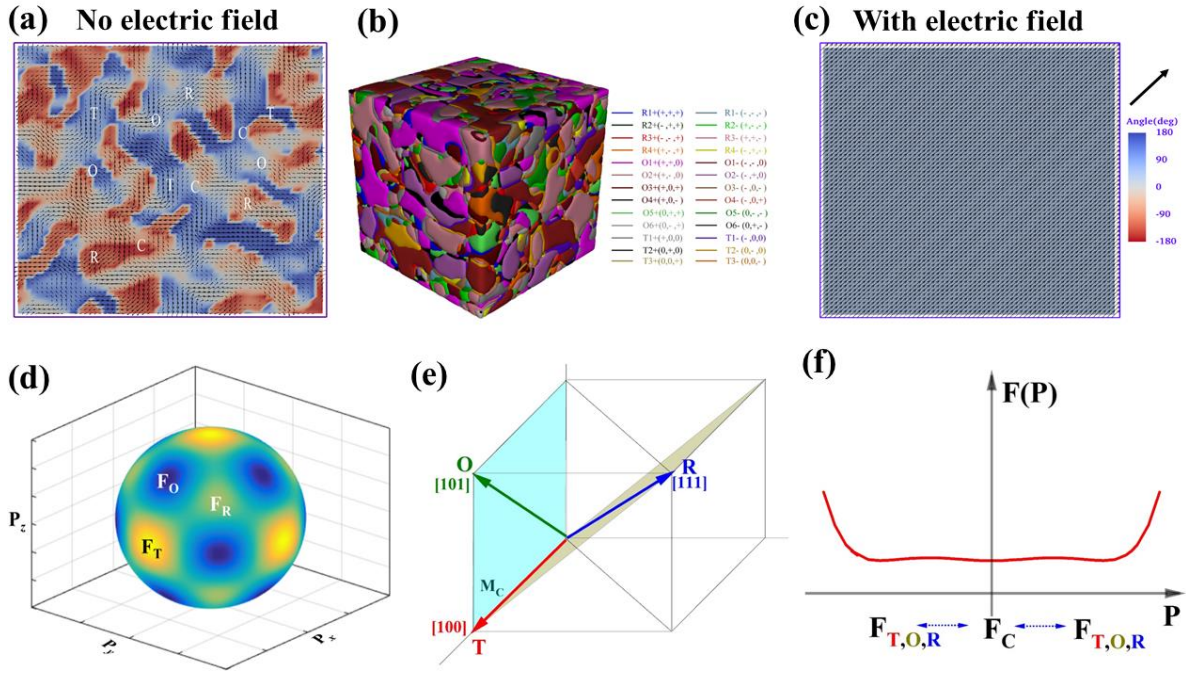 (a) No electric field
T
R
O
T
O
O
O
T
C
R
R
C
(b)
R1+(+,+,+) R1- (- ,- ,- )
R2+(- ,+,+) R2- (+,- ,- )
R3+(- ,- ,+) R3- (+,+,- )
R4+(+,- ,+) R4- (- ,+,- )
O1+(+,+,0) O1- (- ,- ,0)
O2+(+,- ,0) O2- (- ,+,0)
O3+(+,0,+) O3- (- ,0,- )
O4+(+,0,- ) O4- (- ,0,+)
O5+(0,+,+) O5- (0,- ,- )
O6+(0,- ,+) O6- (0,+,- )
T1+(+,0,0) T1- (- ,0,0)
T2+(0,+,0) T2- (0,- ,0)
T3+(0,0,+) T3- (0,0,- )
(c) With electric field
Angle(deg)
180
90
0
-90
-180
(d)
F_O
F_R
F_T
P_z
P_y
P_x
(e)
O
[101]
R
[111]
M_C
[100]
T
(f)
F(P)
P
F_T,O,R F_C F_T,O,R